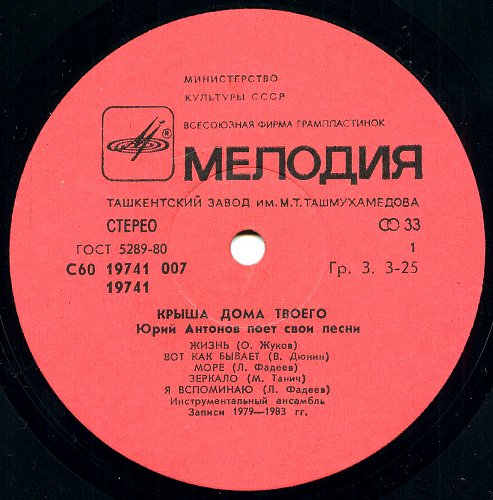 МИНИСТЕРСТВО
КУЛЬТУРЫ СССР
ВСЕСОЮЗНАЯ ФИРМА ГРАМПЛАСТИНОК
®
МЕЛОДИЯ
ТАШКЕНТСКИЙ ЗАВОД ИМ. М.Т. ТАШМУХАМЕДОВА
СТЕРЕО 33
ГОСТ 5289-80 1
С60 19741 007 Гр. 3. 3-25
19741
КРЫША ДОМА ТВОЕГО
Юрий Антонов поет свои песни
ЖИЗНЬ (О. Жуков)
ВОТ КАК БЫВАЕТ (В. Дюнин)
МОРЕ (Л. Фадеев)
ЗЕРКАЛО (М. Танич)
Я ВСПОМИНАЮ (Л. Фадеев)
Инструментальный ансамбль
Записи 1979—1983 гг.